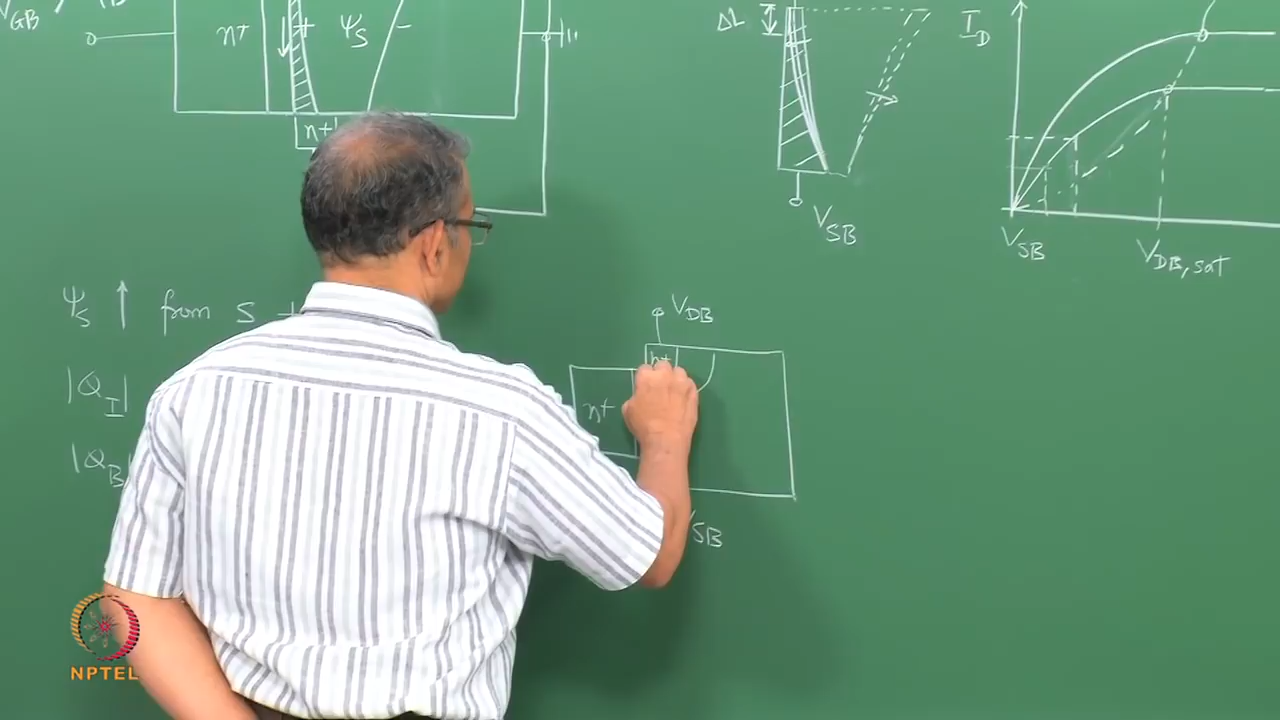 V_GB
n+
ψ_S
n+
ΔL
V_SB
I_D
V_SB
V_DB, sat
ψ_S ↑ from S
|Q_I|
|Q_B|
V_DB
n+
n+
SB
NPTEL